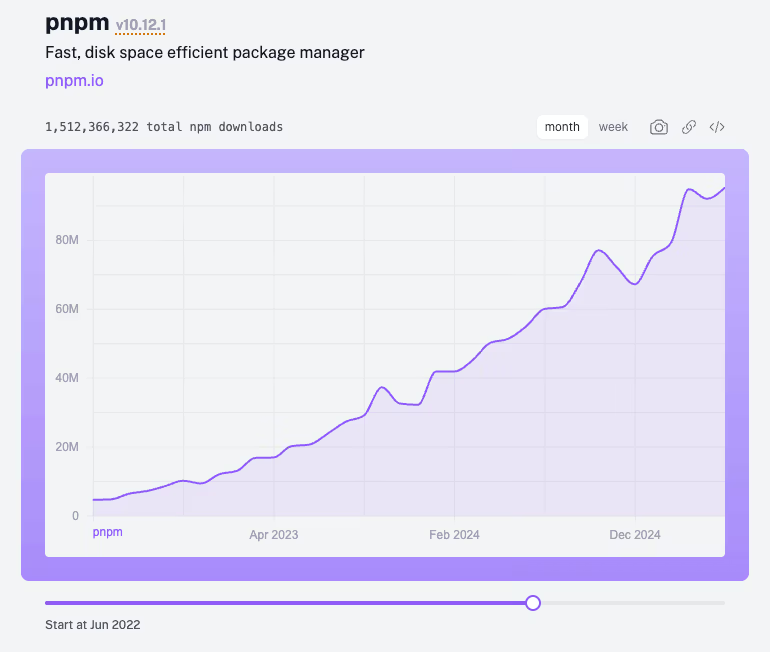 pnpm v10.12.1
Fast, disk space efficient package manager
pnpm.io
1,512,366,322 total npm downloads month week
80M
60M
40M
20M
0
pnpm Apr 2023 Feb 2024 Dec 2024
Start at Jun 2022